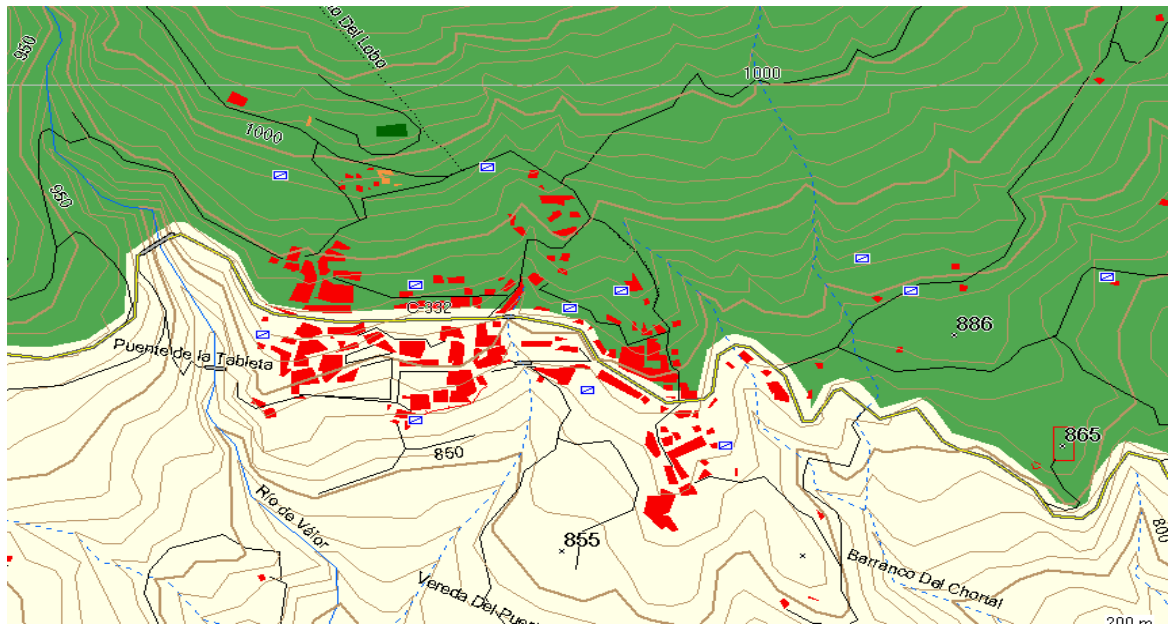 950
Del Lobo
1000
1000
950
C-332
886
Puente de la Tableta
865
850
Río de Válor
800
855
Barranco Del Chortal
Vereda Del
200 m